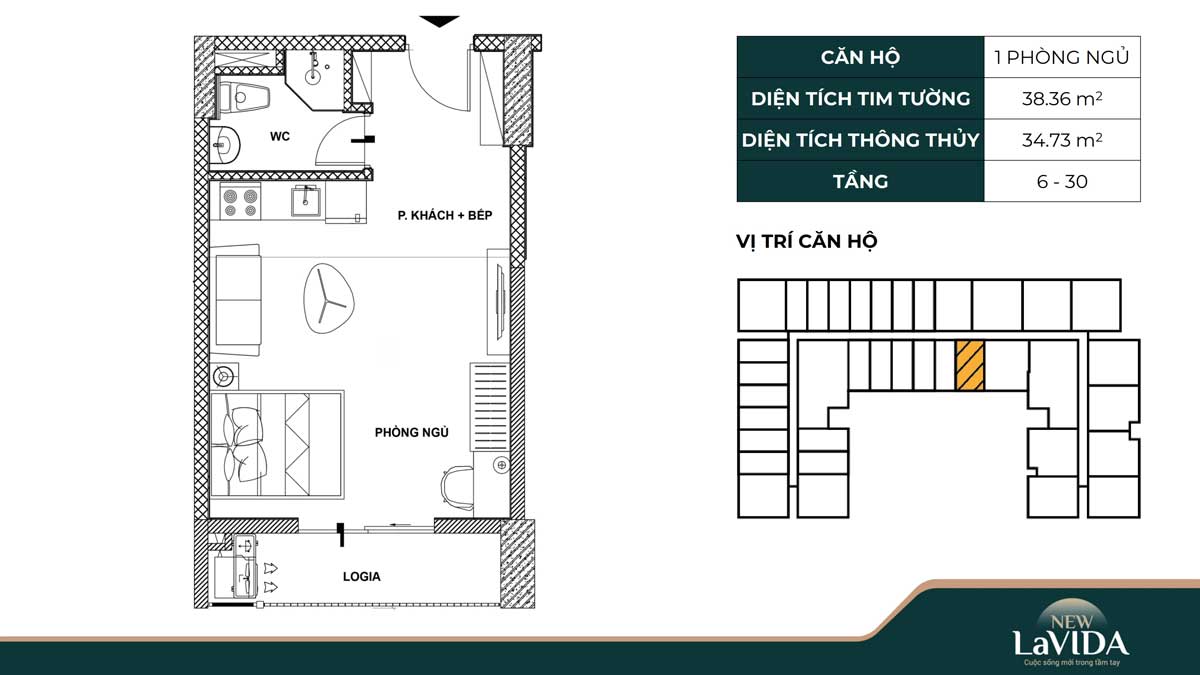 CĂN HỘ 1 PHÒNG NGỦ
DIỆN TÍCH TIM TƯỜNG 38.36 m²
DIỆN TÍCH THÔNG THỦY 34.73 m²
TẦNG 6 - 30
VỊ TRÍ CĂN HỘ
WC
P. KHÁCH + BẾP
PHÒNG NGỦ
LOGIA
NEW
LaVIDA
Cuộc sống mới trong tầm tay